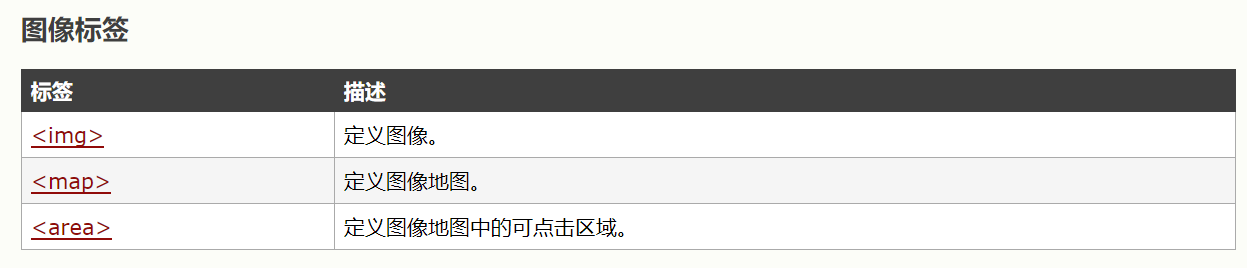 图像标签
标签 描述
<img> 定义图像。
<map> 定义图像地图。
<area> 定义图像地图中的可点击区域。